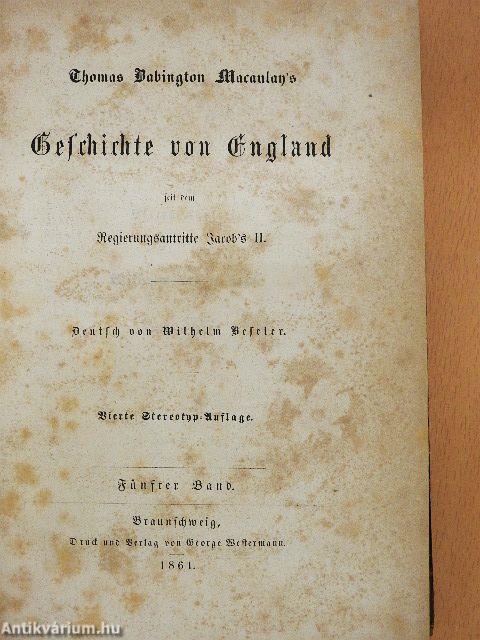 Thomas Babington Macaulay's
Geschichte von England
seit dem
Regierungsantritte Jacob's II.
Deutsch von Wilhelm Beseler.
Vierte Stereotyp-Auflage.
Fünfter Band.
Braunschweig,
Druck und Verlag von George Westermann.
1861.
Antikvárium.hu